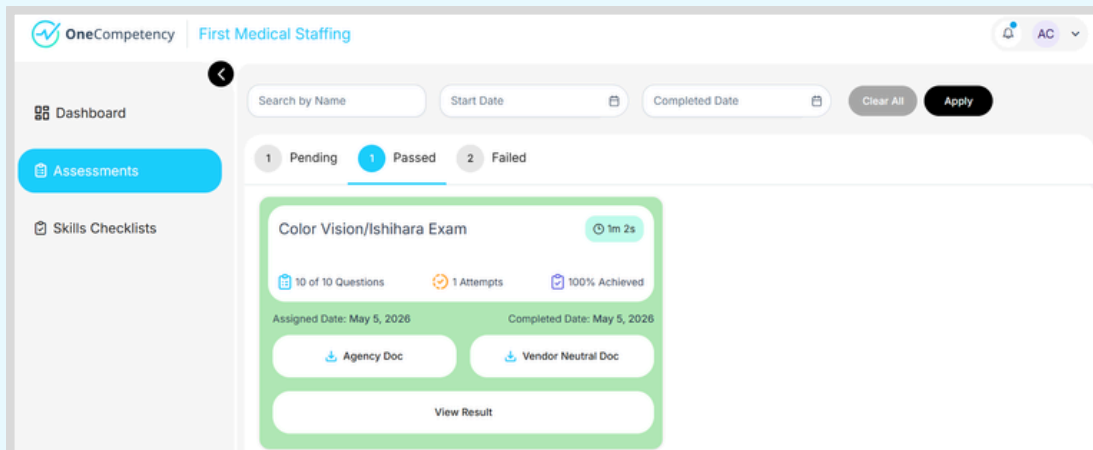 OneCompetency First Medical Staffing
AC
Dashboard
Assessments
Skills Checklists
Search by Name
Start Date
Completed Date
Clear All
Apply
1 Pending
1 Passed
2 Failed
Color Vision/Ishihara Exam
1m 2s
10 of 10 Questions
1 Attempts
100% Achieved
Assigned Date: May 5, 2026
Completed Date: May 5, 2026
Agency Doc
Vendor Neutral Doc
View Result